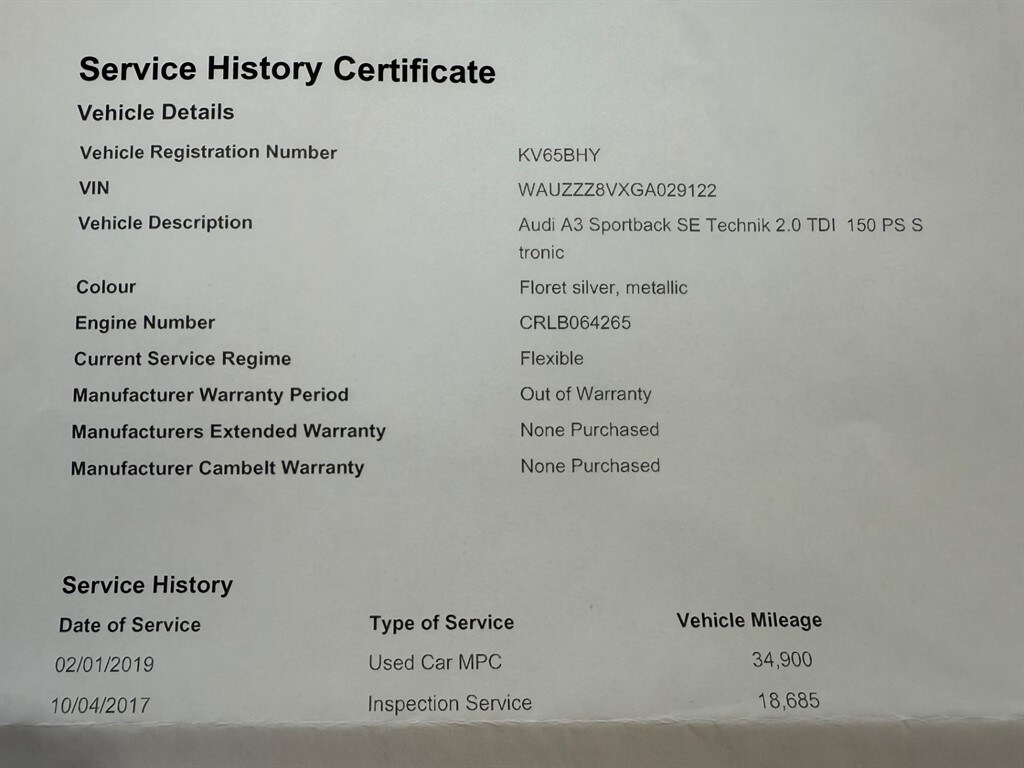 Service History Certificate
Vehicle Details
Vehicle Registration Number KV65BHY
VIN WAUZZZ8VXGA029122
Vehicle Description Audi A3 Sportback SE Technik 2.0 TDI 150 PS S
tronic
Colour Floret silver, metallic
Engine Number CRLB064265
Current Service Regime Flexible
Manufacturer Warranty Period Out of Warranty
Manufacturers Extended Warranty None Purchased
Manufacturer Cambelt Warranty None Purchased
Service History
Date of Service Type of Service Vehicle Mileage
02/01/2019 Used Car MPC 34,900
10/04/2017 Inspection Service 18,685